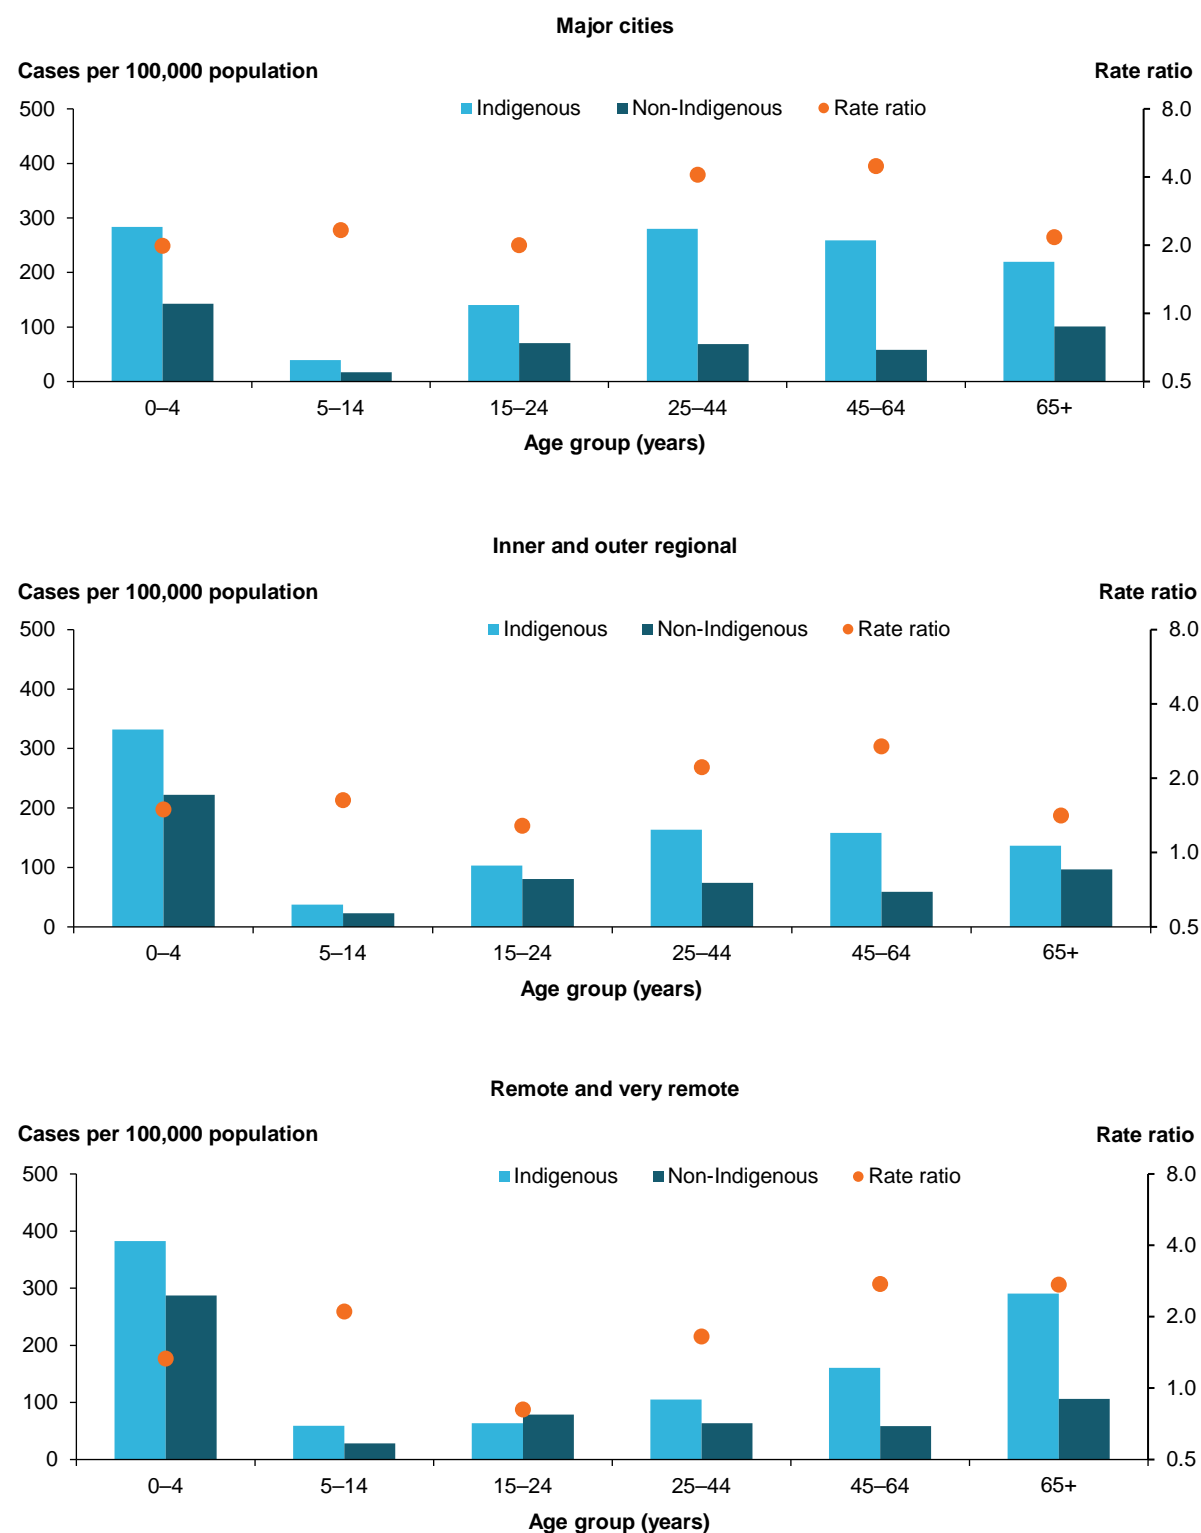 Major cities
Cases per 100,000 population Rate ratio
500 Indigenous Non-Indigenous Rate ratio 8.0
400 4.0
300 2.0
200 1.0
100
0 0.5
0–4 5–14 15–24 25–44 45–64 65+
Age group (years)
Inner and outer regional
Cases per 100,000 population Rate ratio
500 Indigenous Non-Indigenous Rate ratio 8.0
400 4.0
300 2.0
200 1.0
100
0 0.5
0–4 5–14 15–24 25–44 45–64 65+
Age group (years)
Remote and very remote
Cases per 100,000 population Rate ratio
500 Indigenous Non-Indigenous Rate ratio 8.0
400 4.0
300 2.0
200 1.0
100
0 0.5
0–4 5–14 15–24 25–44 45–64 65+
Age group (years)